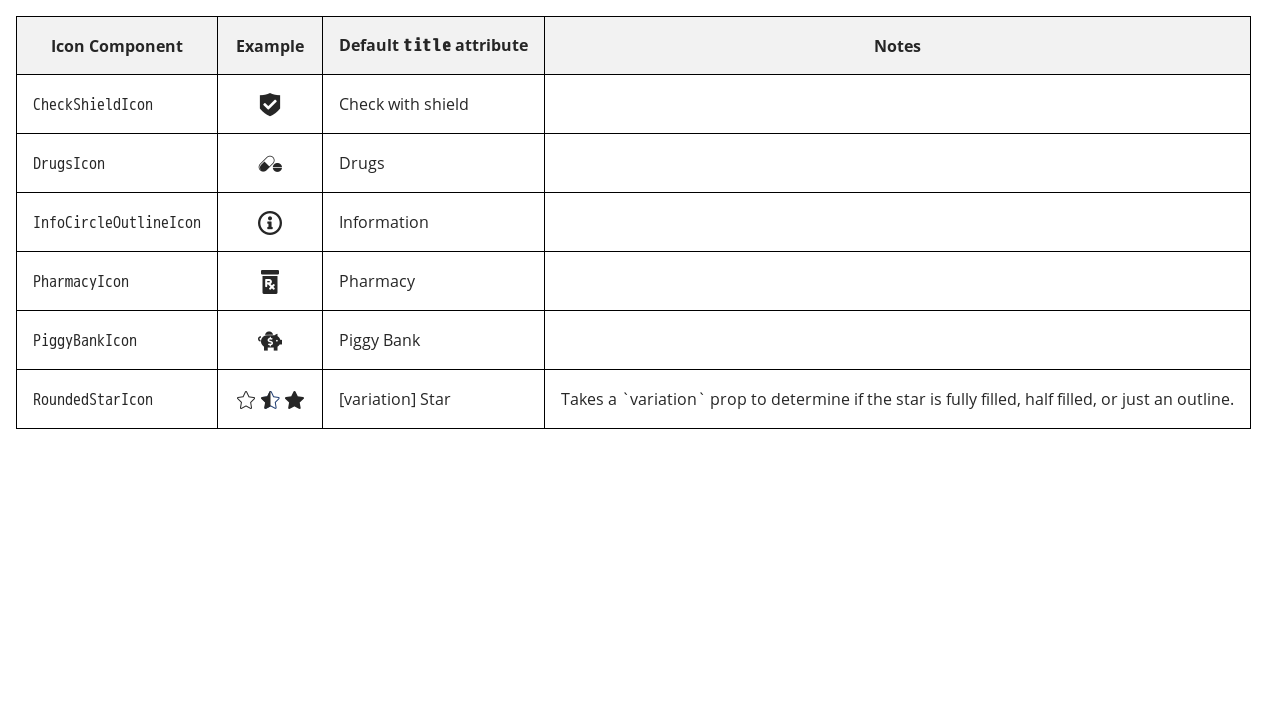 Icon Component Example Default title attribute Notes
CheckShieldIcon Check with shield
DrugsIcon Drugs
InfoCircleOutlineIcon Information
PharmacyIcon Pharmacy
PiggyBankIcon Piggy Bank
RoundedStarIcon [variation] Star Takes a `variation` prop to determine if the star is fully filled, half filled, or just an outline.